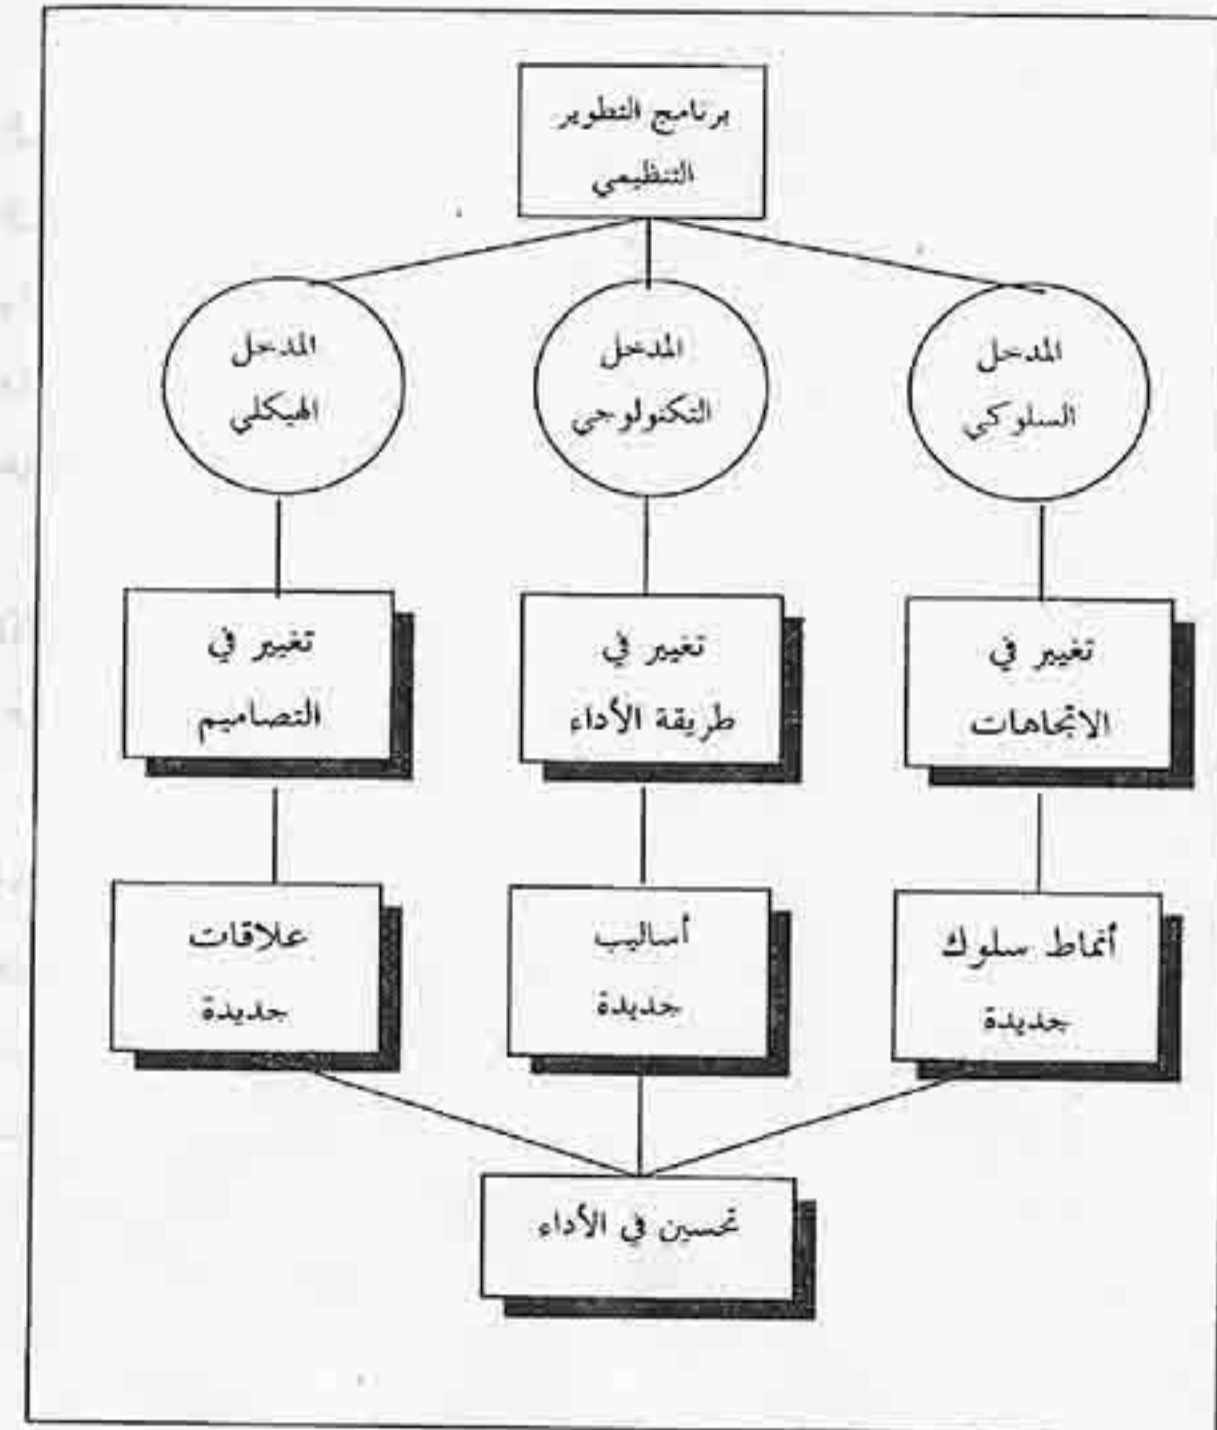 برنامج التطوير
التنظيمي
المدخل
السلوكي
المدخل
التكنولوجي
المدخل
الهيكلي
تغيير في
الاتجاهات
تغيير في
طريقة الأداء
تغيير في
التصاميم
أنماط سلوك
جديدة
أساليب
جديدة
علاقات
جديدة
تحسين في الأداء